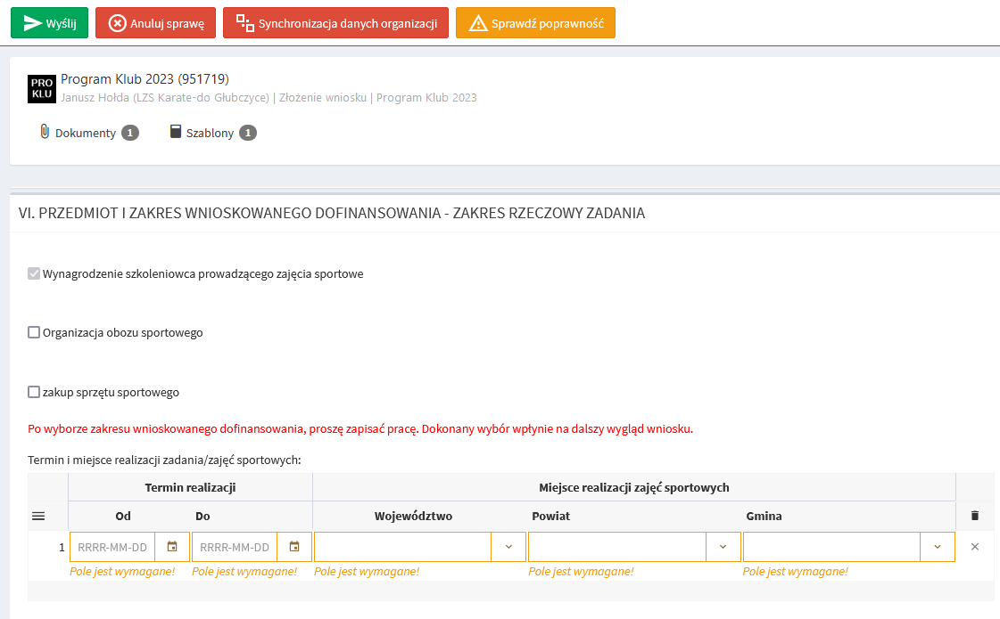 Wyślij Anuluj sprawę Synchronizacja danych organizacji Sprawdź poprawność
PRO
KLU
Program Klub 2023 (951719)
Janusz Hołda (LZS Karate-do Głubczyce) | Złożenie wniosku | Program Klub 2023
Dokumenty 1 Szablony 1
VI. PRZEDMIOT I ZAKRES WNIOSKOWANEGO DOFINANSOWANIA - ZAKRES RZECZOWY ZADANIA
Wynagrodzenie szkoleniowca prowadzącego zajęcia sportowe
Organizacja obozu sportowego
zakup sprzętu sportowego
Po wyborze zakresu wnioskowanego dofinansowania, proszę zapisać pracę. Dokonany wybór wpłynie na dalszy wygląd wniosku.
Termin i miejsce realizacji zadania/zajęć sportowych:
Termin realizacji Miejsce realizacji zajęć sportowych
Od Do Województwo Powiat Gmina
1 RRRR-MM-DD RRRR-MM-DD
Pole jest wymagane! Pole jest wymagane! Pole jest wymagane! Pole jest wymagane! Pole jest wymagane!